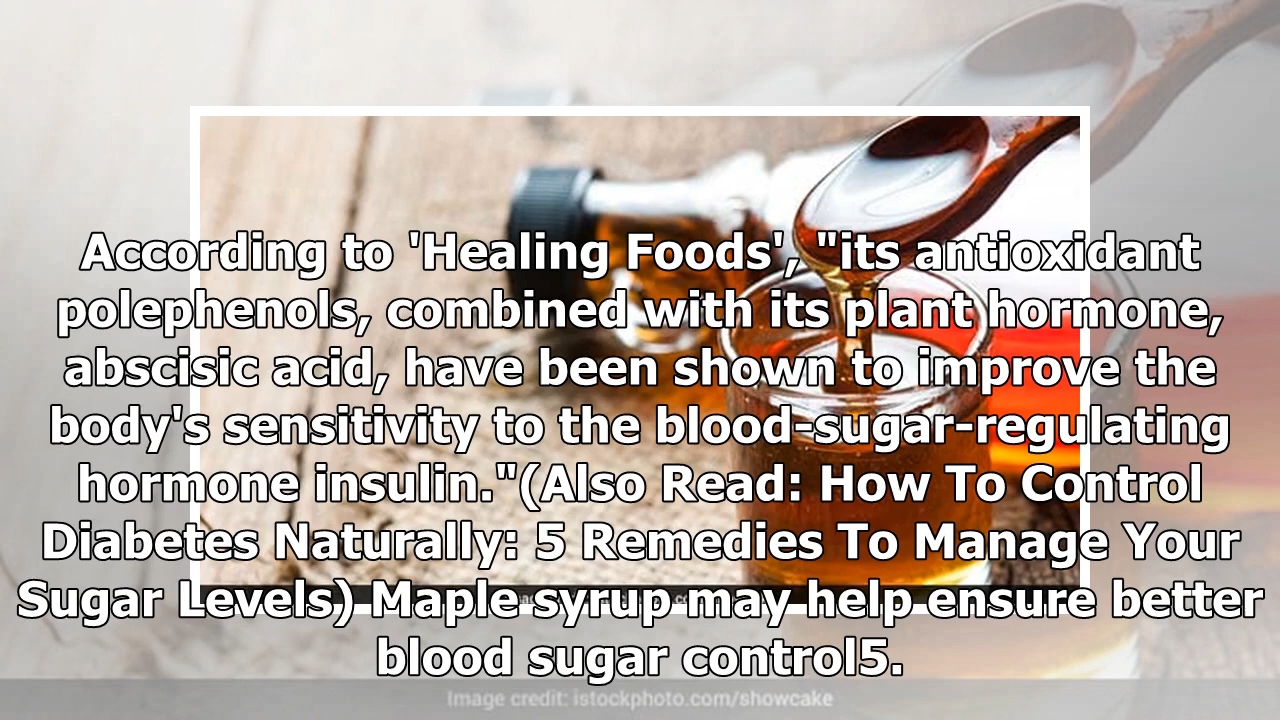 According to 'Healing Foods', "its antioxidant
polephenols, combined with its plant hormone,
abscisic acid, have been shown to improve the
body's sensitivity to the blood-sugar-regulating
hormone insulin."(Also Read: How To Control
Diabetes Naturally: 5 Remedies To Manage Your
Sugar Levels) Maple syrup may help ensure better
blood sugar control5.
Image credit: istockphoto.com/showcake